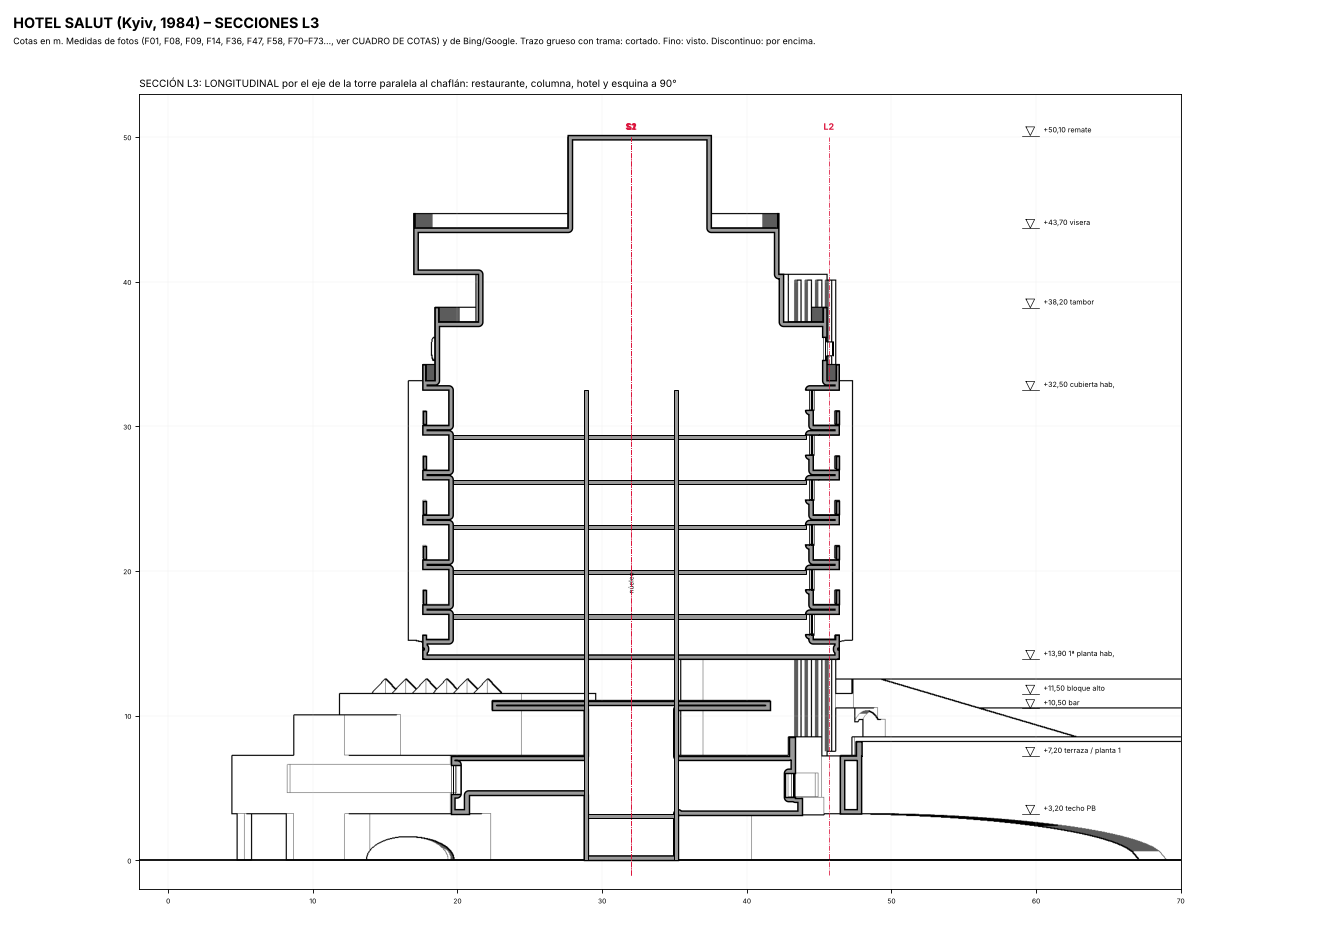 HOTEL SALUT (Kyiv, 1984) – SECCIONES L3
Cotas en m. Medidas de fotos (F01, F08, F09, F14, F36, F47, F58, F70–F73..., ver CUADRO DE COTAS) y de Bing/Google. Trazo grueso con trama: cortado. Fino: visto. Discontinuo: por encima.
SECCIÓN L3: LONGITUDINAL por el eje de la torre paralela al chaflán: restaurante, columna, hotel y esquina a 90°
L2
+50,10 remate
+43,70 visera
+38,20 tambor
+32,50 cubierta hab,
núcleo
+13,90 1ª planta hab,
+11,50 bloque alto
+10,50 bar
+7,20 terraza / planta 1
+3,20 techo PB
50
40
30
20
10
0
0 10 20 30 40 50 60 70